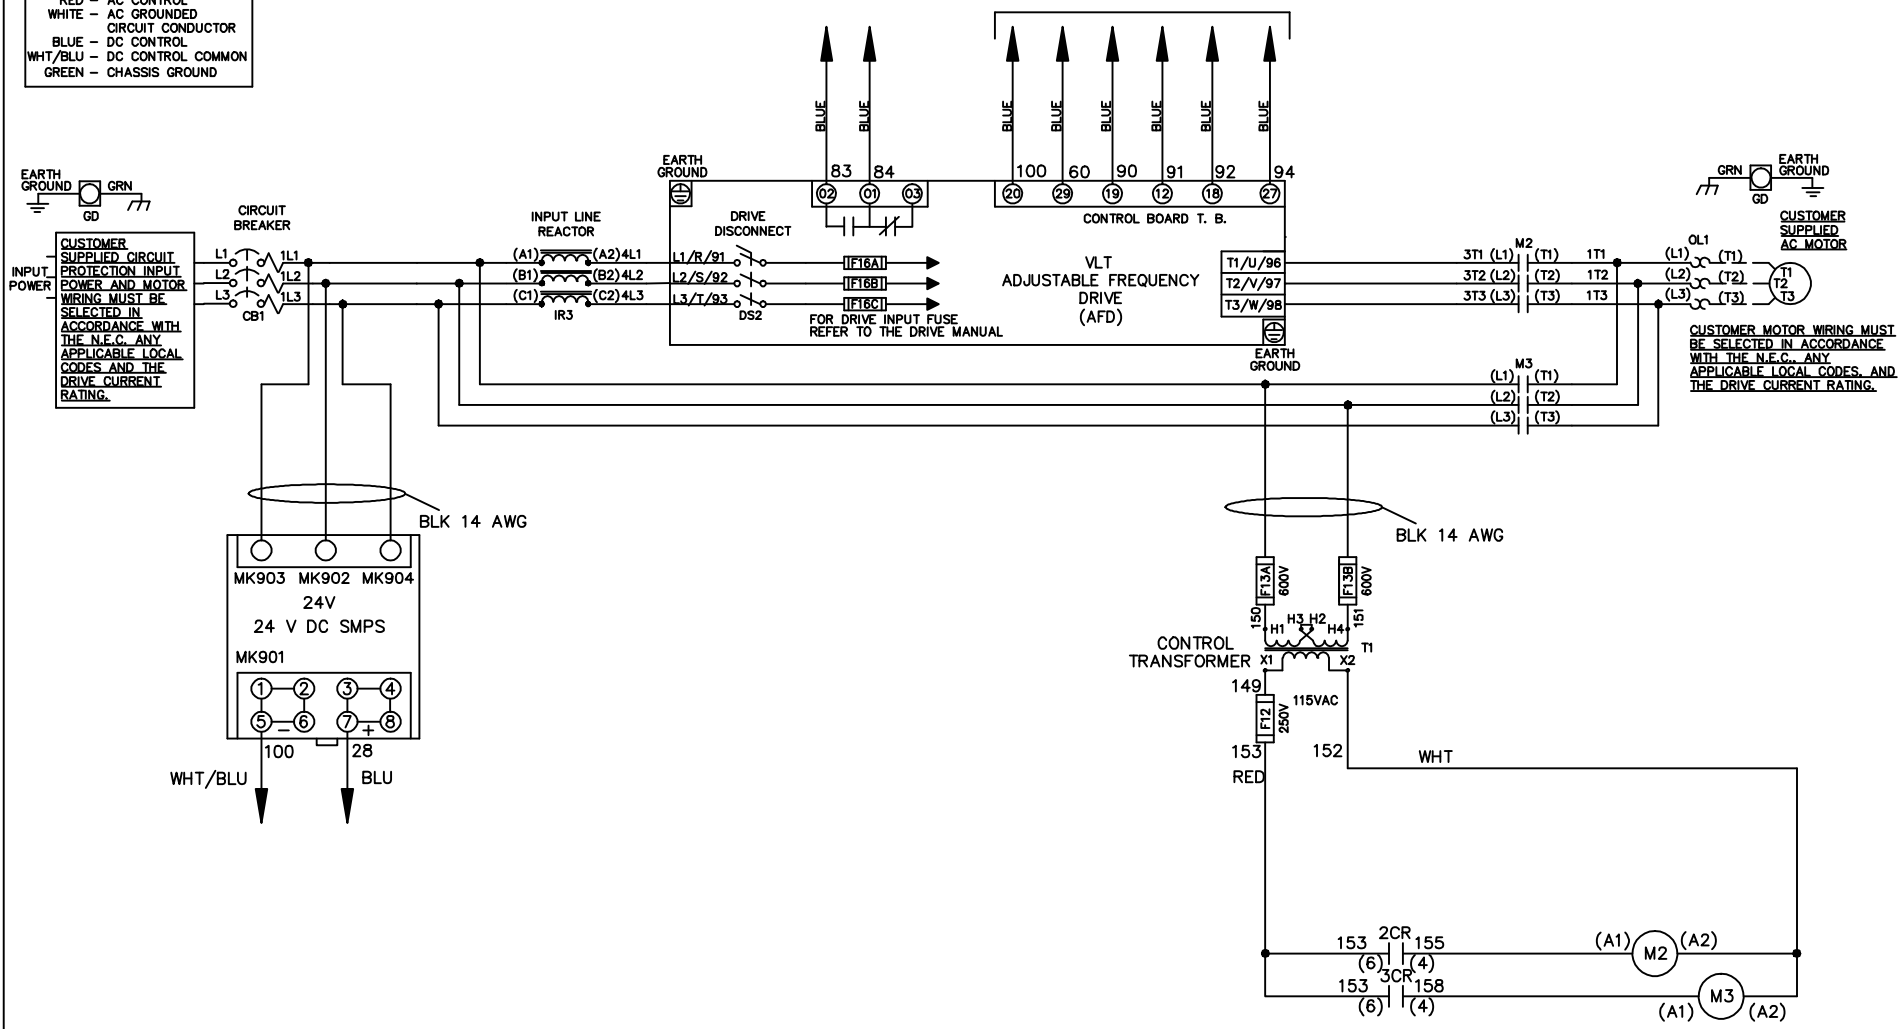 RED - AC CONTROL
WHITE - AC GROUNDED
CIRCUIT CONDUCTOR
BLUE - DC CONTROL
WHT/BLU - DC CONTROL COMMON
GREEN - CHASSIS GROUND
BLUE
BLUE
BLUE
BLUE
BLUE
BLUE
BLUE
BLUE
EARTH
GROUND
GRN
GD
CIRCUIT
BREAKER
INPUT LINE
REACTOR
EARTH
GROUND
DRIVE
DISCONNECT
83 84
02 01 03
100 60 90 91 92 94
20 29 19 12 18 27
CONTROL BOARD T. B.
GRN
EARTH
GROUND
GD
CUSTOMER
SUPPLIED
AC MOTOR
INPUT
POWER
CUSTOMER
SUPPLIED CIRCUIT
PROTECTION INPUT
POWER AND MOTOR
WIRING MUST BE
SELECTED IN
ACCORDANCE WITH
THE N.E.C. ANY
APPLICABLE LOCAL
CODES AND THE
DRIVE CURRENT
RATING.
L1 1L1
L2 1L2
L3 1L3
CB1
(A1) (A2) 4L1
(B1) (B2) 4L2
(C1) (C2) 4L3
IR3
L1/R/91
L2/S/92
L3/T/93
DS2
F16A
F16B
F16C
FOR DRIVE INPUT FUSE
REFER TO THE DRIVE MANUAL
VLT
ADJUSTABLE FREQUENCY
DRIVE
(AFD)
T1/U/96
T2/V/97
T3/W/98
EARTH
GROUND
M2
3T1 (L1) (T1) 1T1
3T2 (L2) (T2) 1T2
3T3 (L3) (T3) 1T3
OL1
(L1) (T1)
(L2) (T2)
(L3) (T3)
T1
T2
T3
CUSTOMER MOTOR WIRING MUST
BE SELECTED IN ACCORDANCE
WITH THE N.E.C., ANY
APPLICABLE LOCAL CODES, AND
THE DRIVE CURRENT RATING.
M3
(L1) (T1)
(L2) (T2)
(L3) (T3)
BLK 14 AWG
MK903 MK902 MK904
24V
24 V DC SMPS
MK901
1 2 3 4
5 6 7 8
- +
100 28
WHT/BLU BLU
BLK 14 AWG
F13A
600V
F13B
600V
150
151
H1 H3 H2 H4
T1
CONTROL
TRANSFORMER
X1 X2
149
115VAC
F12
250V
153 152
RED
WHT
2CR
153 155
(6) (4)
(A1) M2 (A2)
3CR
153 158
(6) (4)
(A1) M3 (A2)